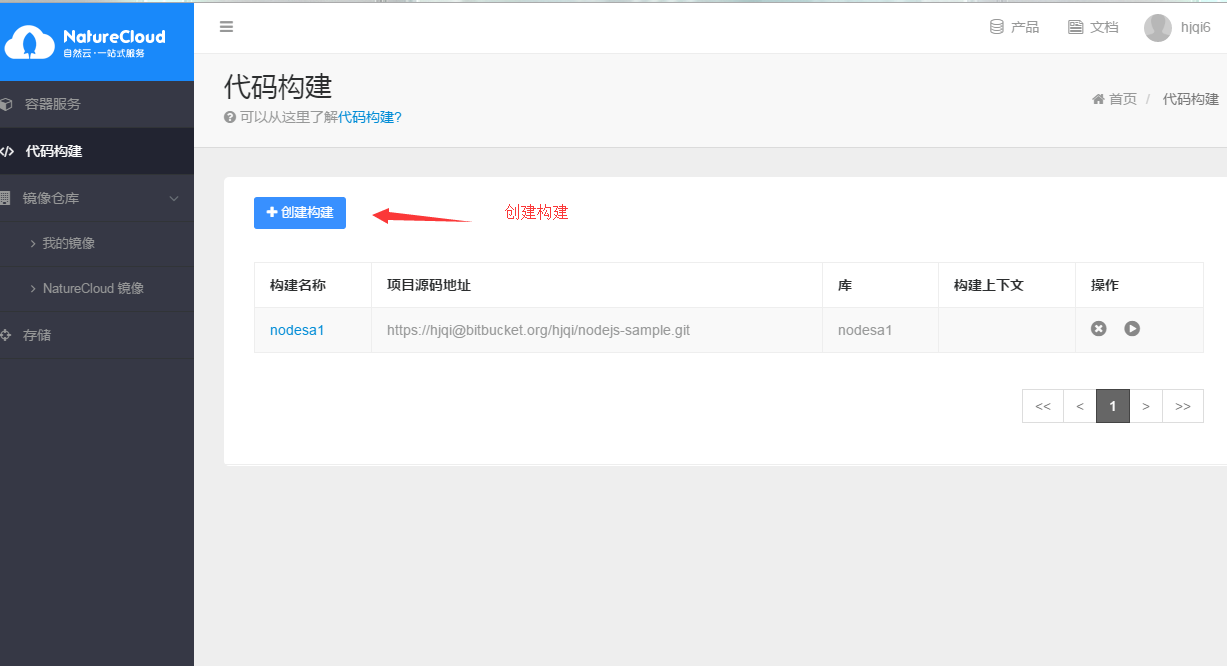 NatureCloud
自然云·一站式服务
产品
文档
hjqi6
容器服务
代码构建
镜像仓库
我的镜像
NatureCloud 镜像
存储
代码构建
可以从这里了解代码构建?
首页 / 代码构建
创建构建
创建构建
构建名称 项目源码地址 库 构建上下文 操作
nodesa1 https://hjqi@bitbucket.org/hjqi/nodejs-sample.git nodesa1
<< < 1 > >>